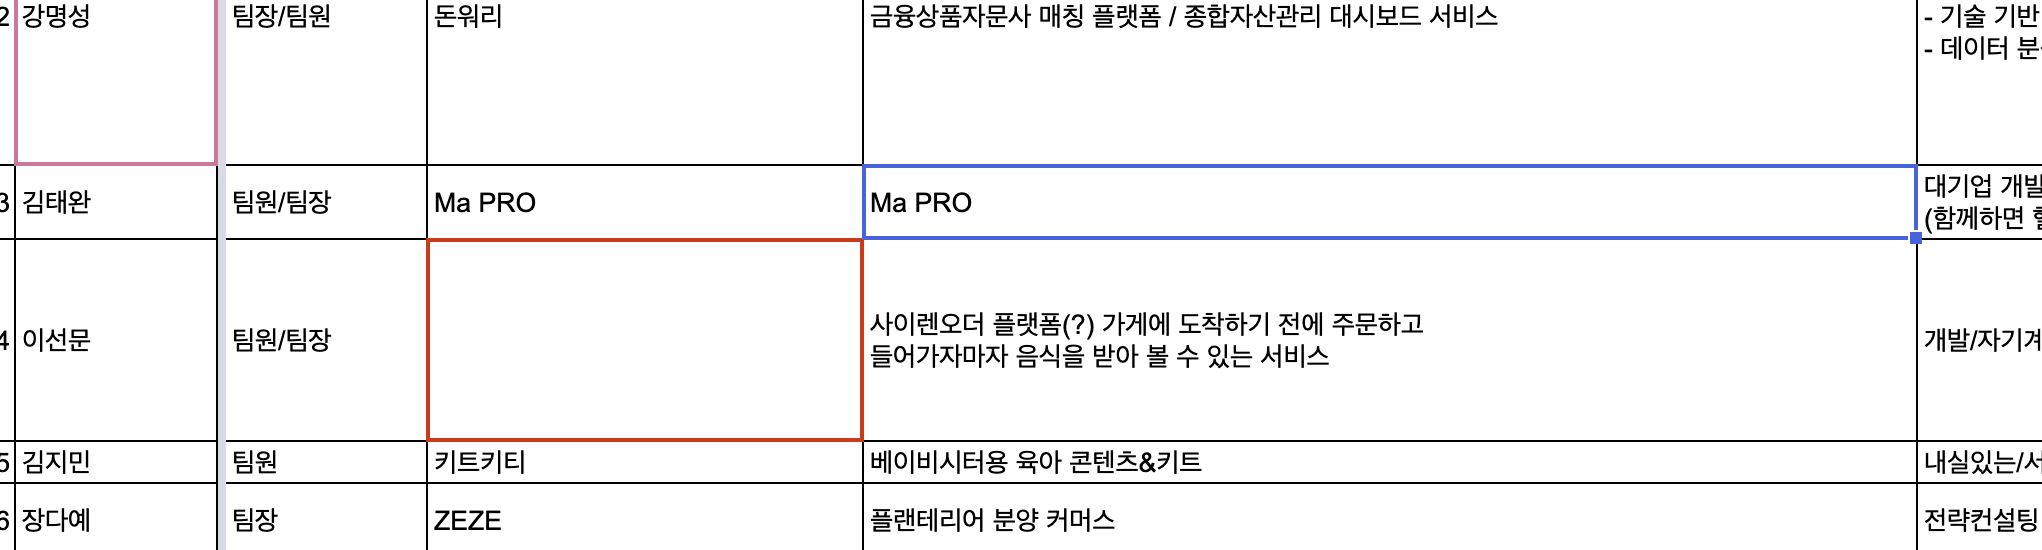 2 강명성 팀장/팀원 돈워리 금융상품자문사 매칭 플랫폼 / 종합자산관리 대시보드 서비스 - 기술 기반
- 데이터 분
3 김태완 팀원/팀장 Ma PRO Ma PRO 대기업 개발
(함께하면
4 이선문 팀원/팀장 사이렌오더 플랫폼(?) 가게에 도착하기 전에 주문하고
들어가자마자 음식을 받아 볼 수 있는 서비스 개발/자기계
5 김지민 팀원 키트키티 베이비시터용 육아 콘텐츠&키트 내실있는/서
6 장다예 팀장 ZEZE 플랜테리어 분양 커머스 전략컨설팅